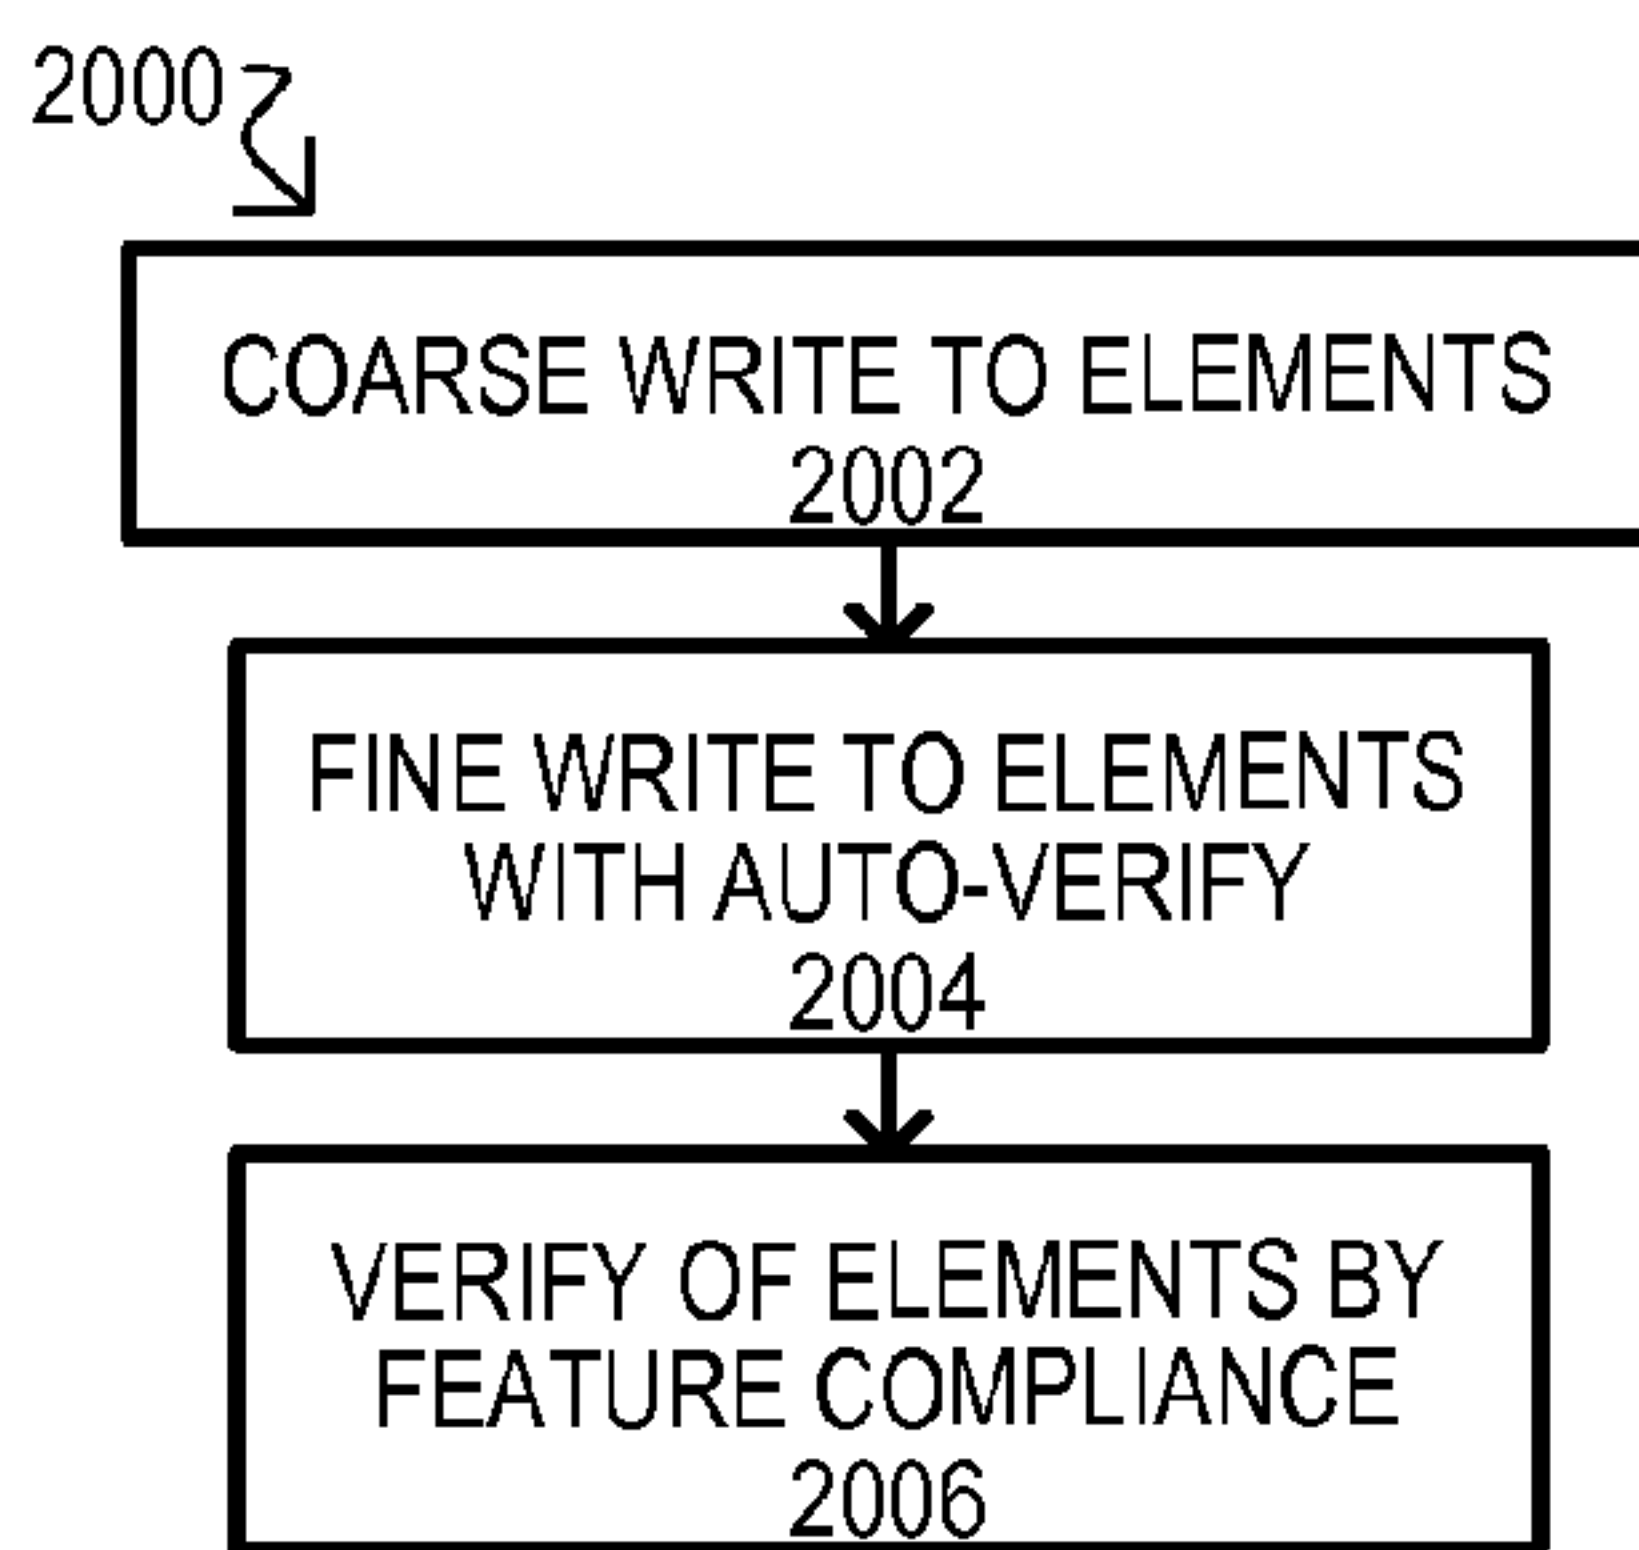 2000
COARSE WRITE TO ELEMENTS
2002
FINE WRITE TO ELEMENTS
WITH AUTO-VERIFY
2004
VERIFY OF ELEMENTS BY
FEATURE COMPLIANCE
2006